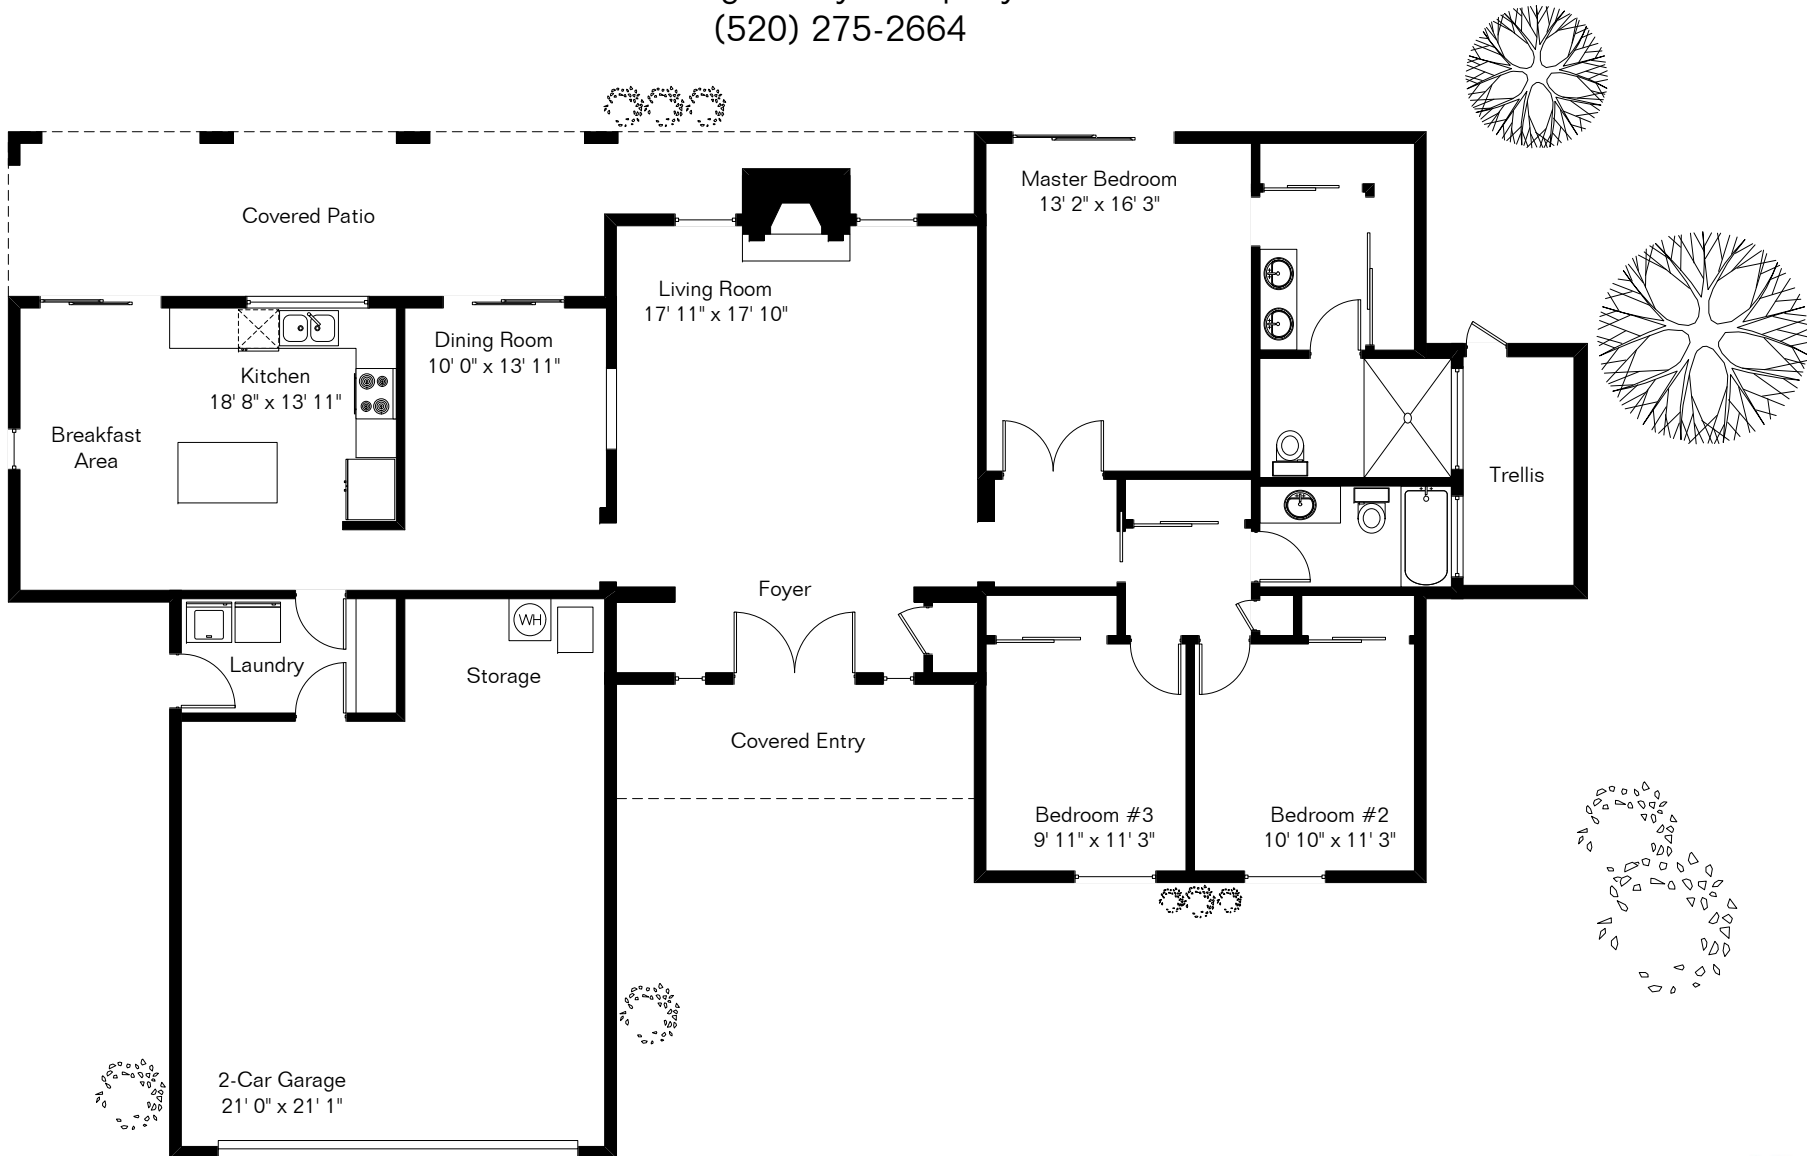 (520) 275-2664
Master Bedroom
13' 2" x 16' 3"
Covered Patio
Living Room
17' 11" x 17' 10"
Dining Room
10' 0" x 13' 11"
Kitchen
18' 8" x 13' 11"
Breakfast
Area
Trellis
Foyer
WH
Laundry
Storage
Covered Entry
Bedroom #3
9' 11" x 11' 3"
Bedroom #2
10' 10" x 11' 3"
2-Car Garage
21' 0" x 21' 1"